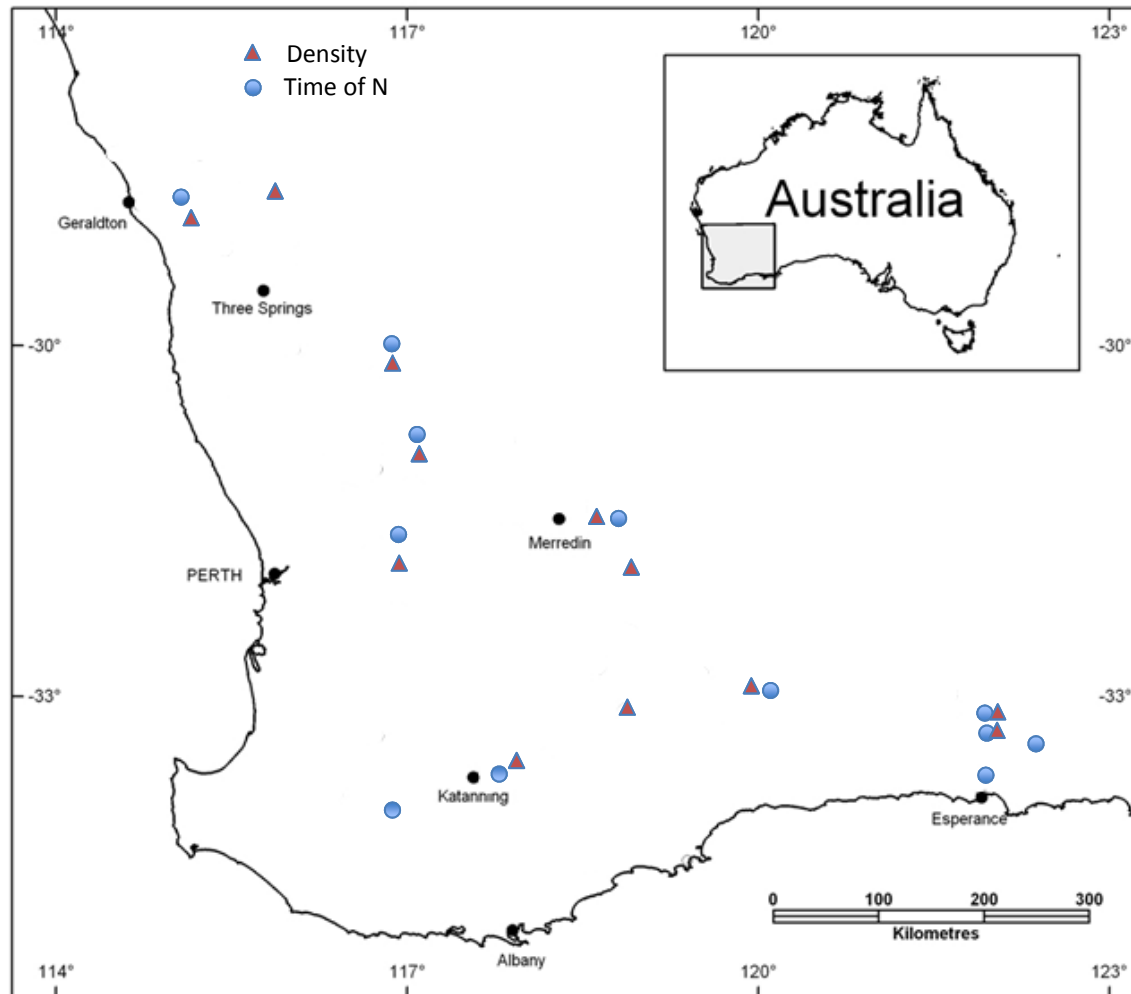 114°
117°
120°
123°
Density
Time of N
Australia
Geraldton
Three Springs
-30°
-30°
Merredin
PERTH
-33°
-33°
Katanning
Esperance
0 100 200 300
Kilometres
Albany
114°
117°
120°
123°